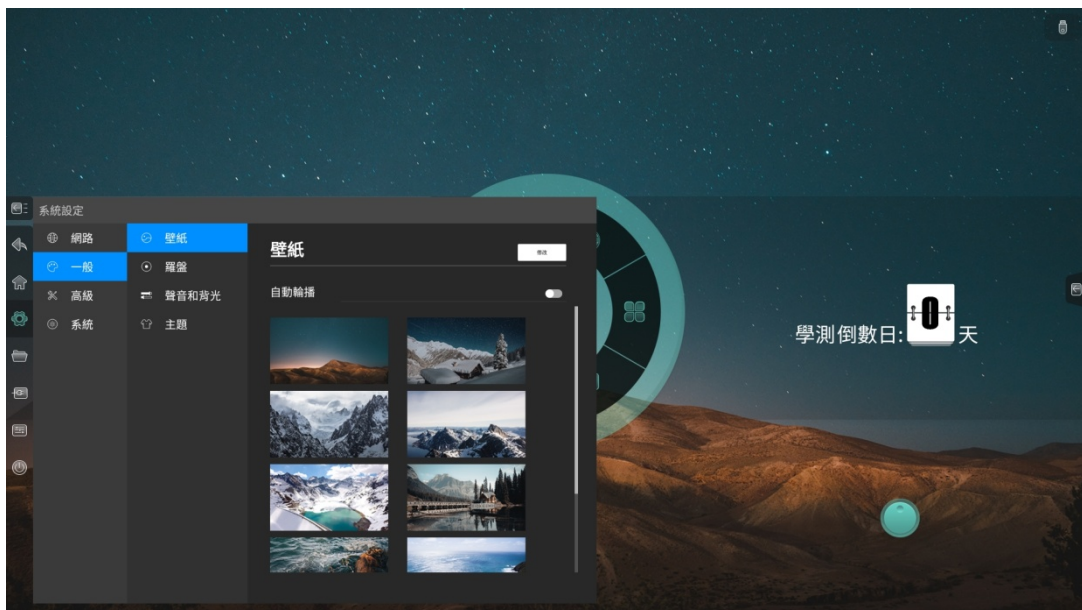 系統設定
網路
一般
高級
系統
壁紙
羅盤
聲音和背光
主題
壁紙
自動輪播
學測倒數日:0天